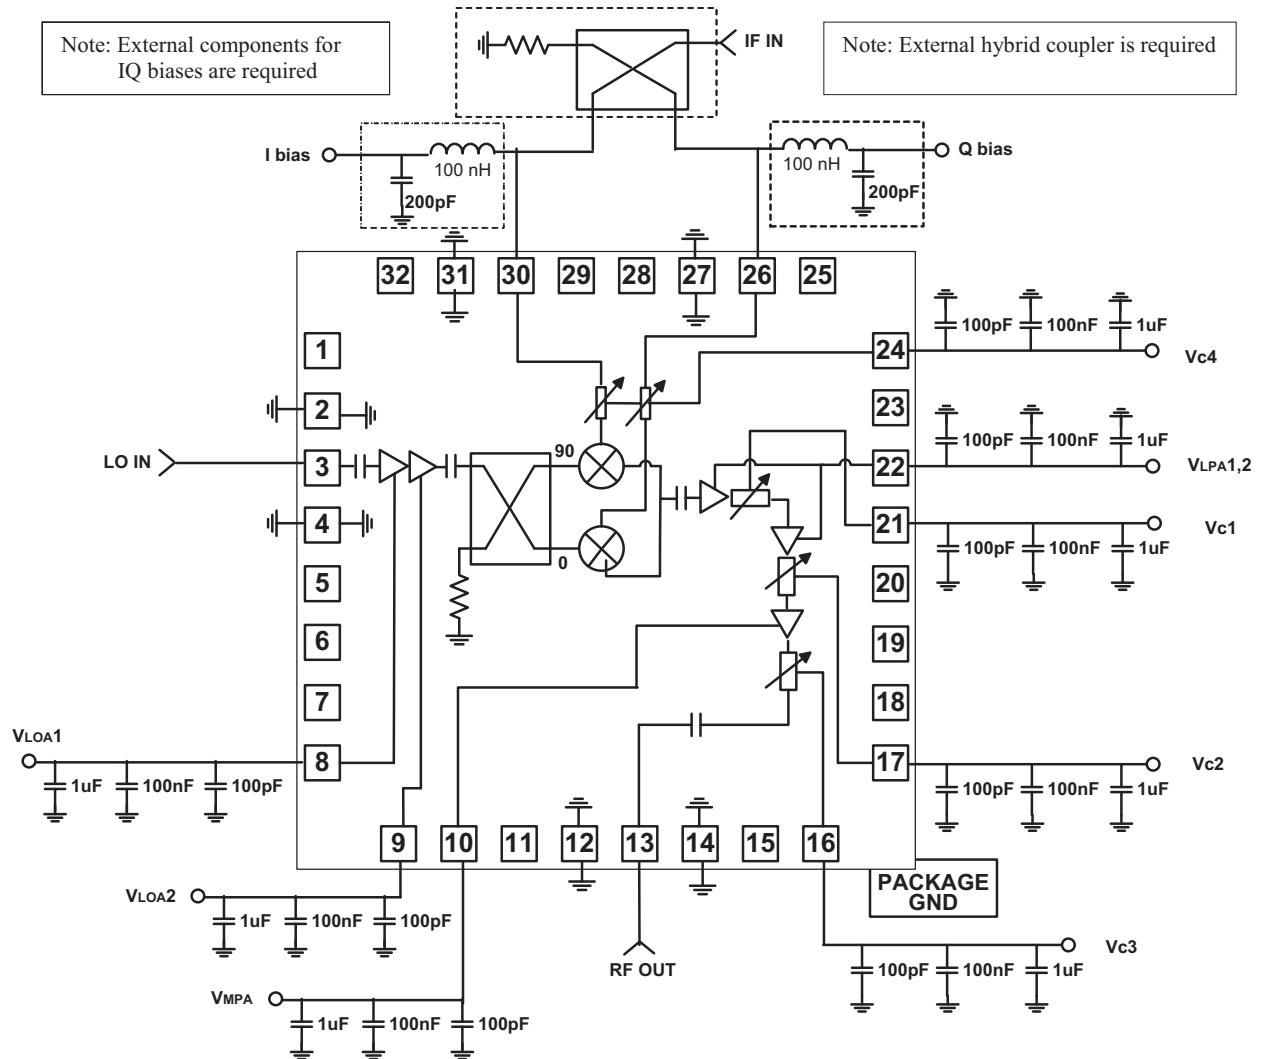 Note: External components for
IQ biases are required
IF IN
Note: External hybrid coupler is required
I bias
100 nH
200pF
100 nH
200pF
Q bias
32
31
30
29
28
27
26
25
1
2
3
4
5
6
7
8
24
23
22
21
20
19
18
17
9
10
11
12
13
14
15
16
LO IN
90
0
100pF
100nF
1uF
Vc4
100pF
100nF
1uF
VLPA1,2
Vc1
100pF
100nF
1uF
Vc2
100pF
100nF
1uF
VLOA1
1uF
100nF
100pF
PACKAGE
GND
VLOA2
1uF
100nF
100pF
RF OUT
Vc3
100pF
100nF
1uF
VMPA
1uF
100nF
100pF